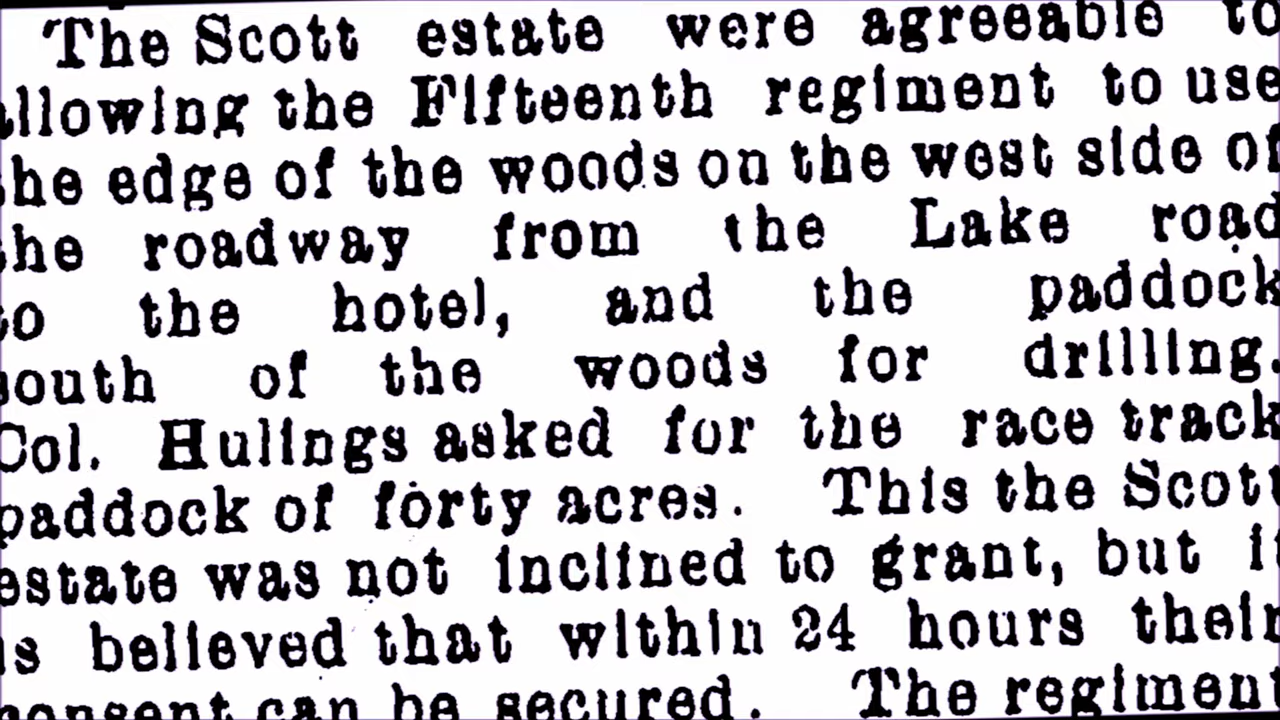 The Scott estate were agreeable to
allowing the Fifteenth regiment to use
the edge of the woods on the west side of
the roadway from the Lake road
to the hotel, and the paddock
south of the woods for drilling.
Col. Hulings asked for the race track
paddock of forty acres. This the Scott
estate was not inclined to grant, but it
is believed that within 24 hours their
consent can be secured. The regiment